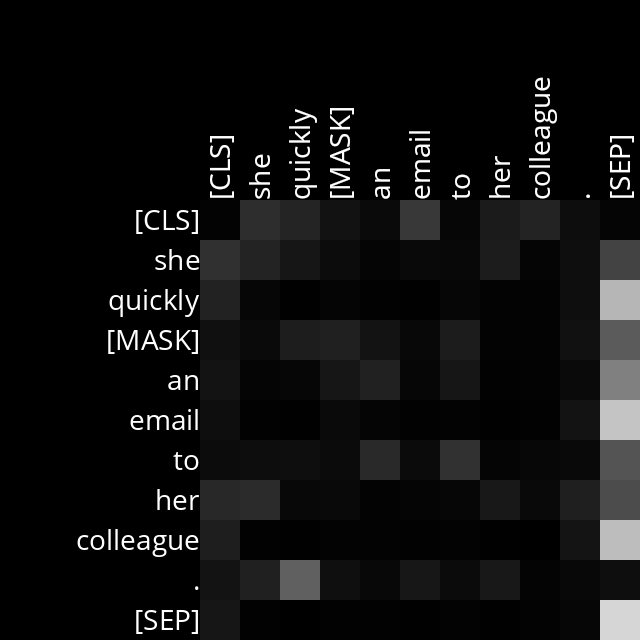 [CLS] she quickly [MASK] an email to her colleague . [SEP]
[CLS]
she
quickly
[MASK]
an
email
to
her
colleague
.
[SEP]